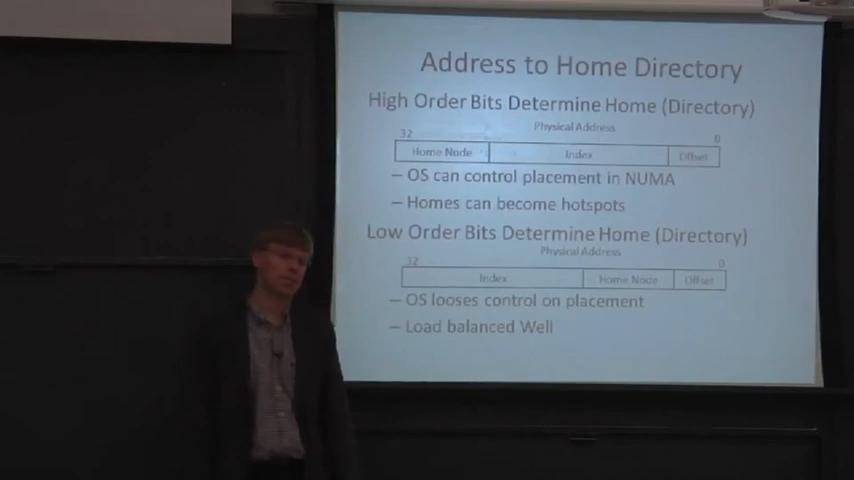 Address to Home Directory
High Order Bits Determine Home (Directory)
Physical Address
32 0
Home Node Index Offset
– OS can control placement in NUMA
– Homes can become hotspots
Low Order Bits Determine Home (Directory)
Physical Address
32 0
Index Home Node Offset
– OS looses control on placement
– Load balanced Well